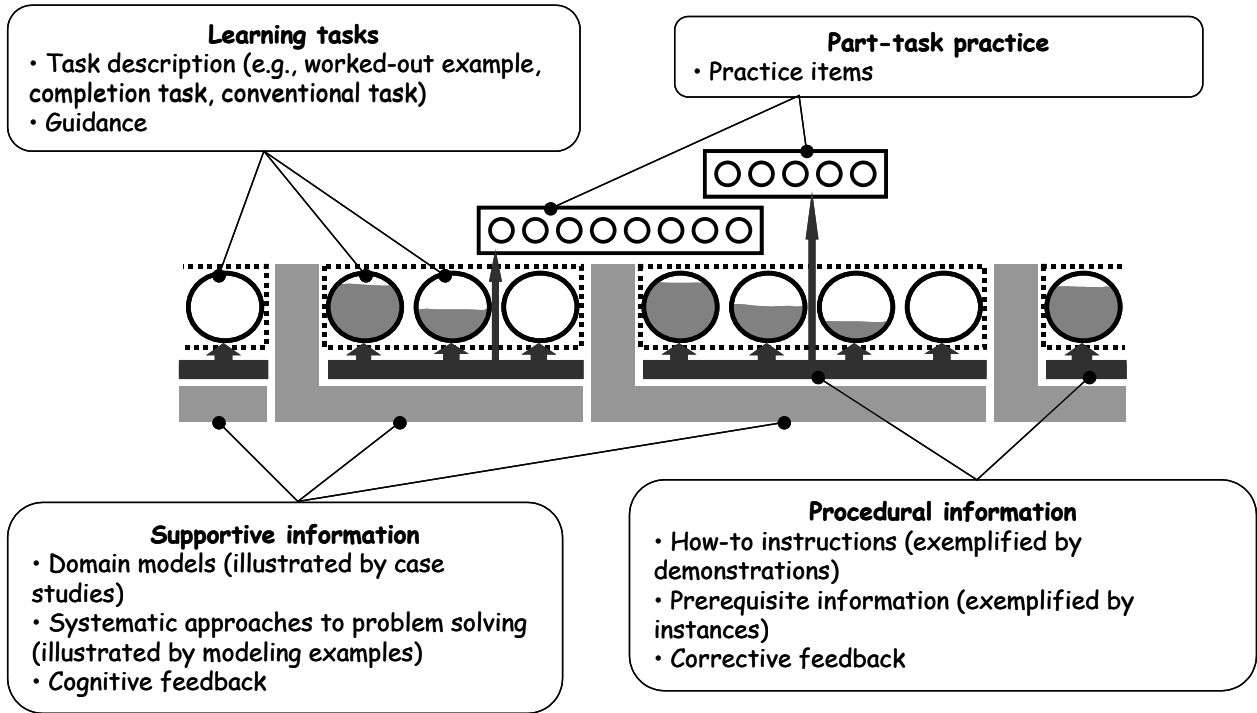 Learning tasks
• Task description (e.g., worked-out example,
completion task, conventional task)
• Guidance
Part-task practice
• Practice items
Supportive information
• Domain models (illustrated by case
studies)
• Systematic approaches to problem solving
(illustrated by modeling examples)
• Cognitive feedback
Procedural information
• How-to instructions (exemplified by
demonstrations)
• Prerequisite information (exemplified by
instances)
• Corrective feedback